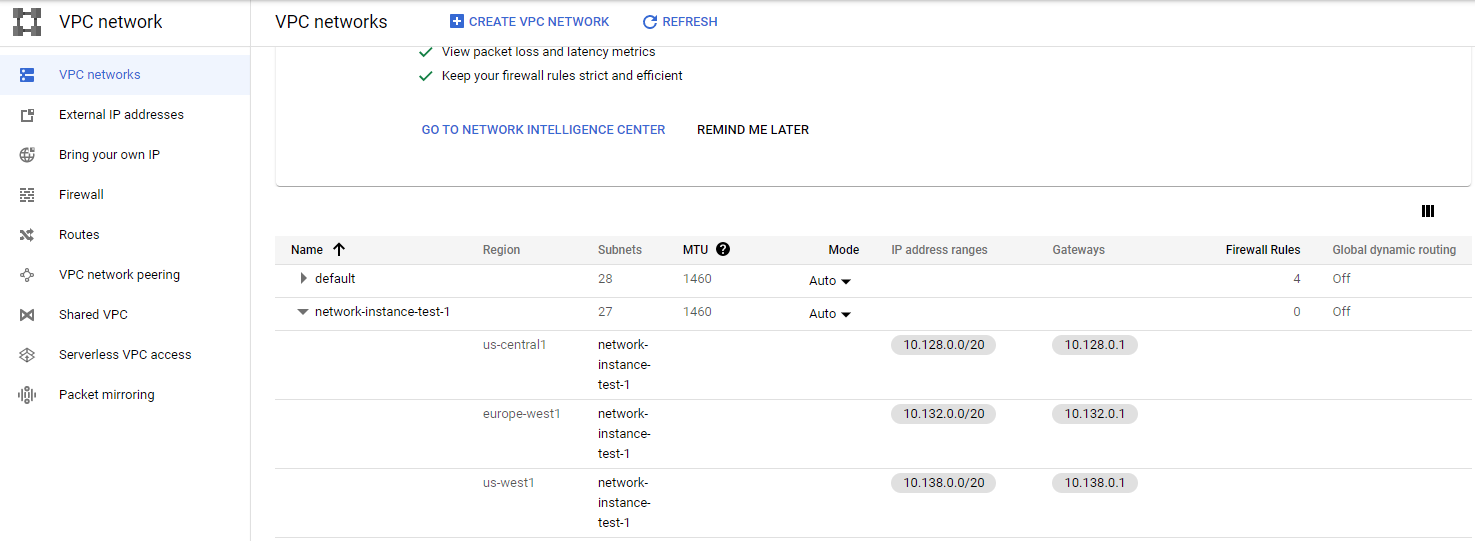 VPC network
VPC networks CREATE VPC NETWORK REFRESH
VPC networks
External IP addresses
Bring your own IP
Firewall
Routes
VPC network peering
Shared VPC
Serverless VPC access
Packet mirroring
View packet loss and latency metrics
Keep your firewall rules strict and efficient
GO TO NETWORK INTELLIGENCE CENTER REMIND ME LATER
Name Region Subnets MTU ? Mode IP address ranges Gateways Firewall Rules Global dynamic routing
default 28 1460 Auto 4 Off
network-instance-test-1 27 1460 Auto 0 Off
us-central1 network- 10.128.0.0/20 10.128.0.1
instance-
test-1
europe-west1 network- 10.132.0.0/20 10.132.0.1
instance-
test-1
us-west1 network- 10.138.0.0/20 10.138.0.1
instance-
test-1